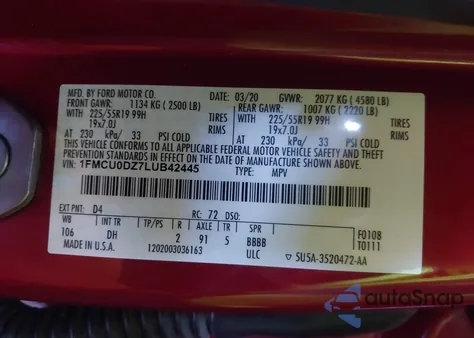 MFD. BY FORD MOTOR CO.
DATE: 03/20 GVWR: 2077 KG (4580 LB)
FRONT GAWR: 1134 KG (2500 LB) REAR GAWR: 1007 KG (2220 LB)
225/55R19 99H TIRES 225/55R19 99H TIRES
19x7.0J RIMS 19x7.0J RIMS
AT 230 kPa/ 33 PSI COLD AT 230 kPa/ 33 PSI COLD
THIS VEHICLE CONFORMS TO ALL APPLICABLE FEDERAL MOTOR VEHICLE SAFETY, BUMPER,
AND THEFT PREVENTION STANDARDS IN EFFECT ON THE DATE OF MANUFACTURE SHOWN ABOVE.
VIN: 1FMCU0DZ7LUB42445 TYPE: MPV
EXT PNT: D4 RC: 72 DSO:
WB INT TR TP/PS R AXLE TR SPR
106 DH 2 91 5 BBBB F0108
T0111
MADE IN U.S.A. 1202003036163 ULC 5U5A-3520472-AA
autoSnap